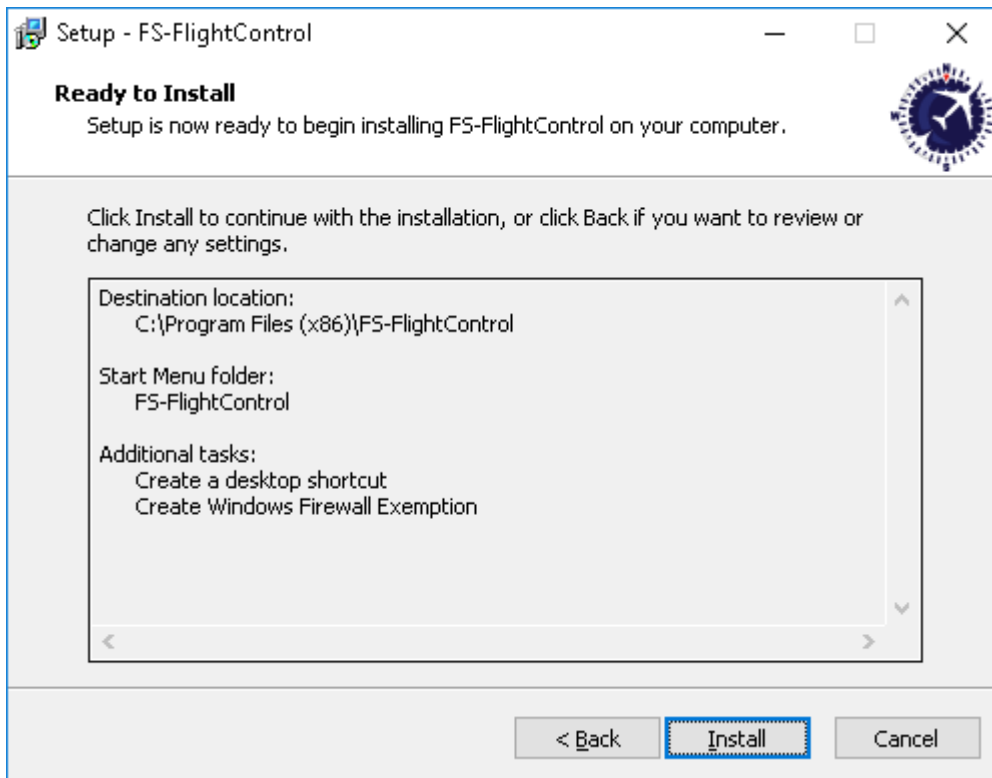 Setup - FS-FlightControl
Ready to Install
Setup is now ready to begin installing FS-FlightControl on your computer.
N
W
S
Click Install to continue with the installation, or click Back if you want to review or
change any settings.
Destination location:
C:\Program Files (x86)\FS-FlightControl
Start Menu folder:
FS-FlightControl
Additional tasks:
Create a desktop shortcut
Create Windows Firewall Exemption
< Back
Install
Cancel